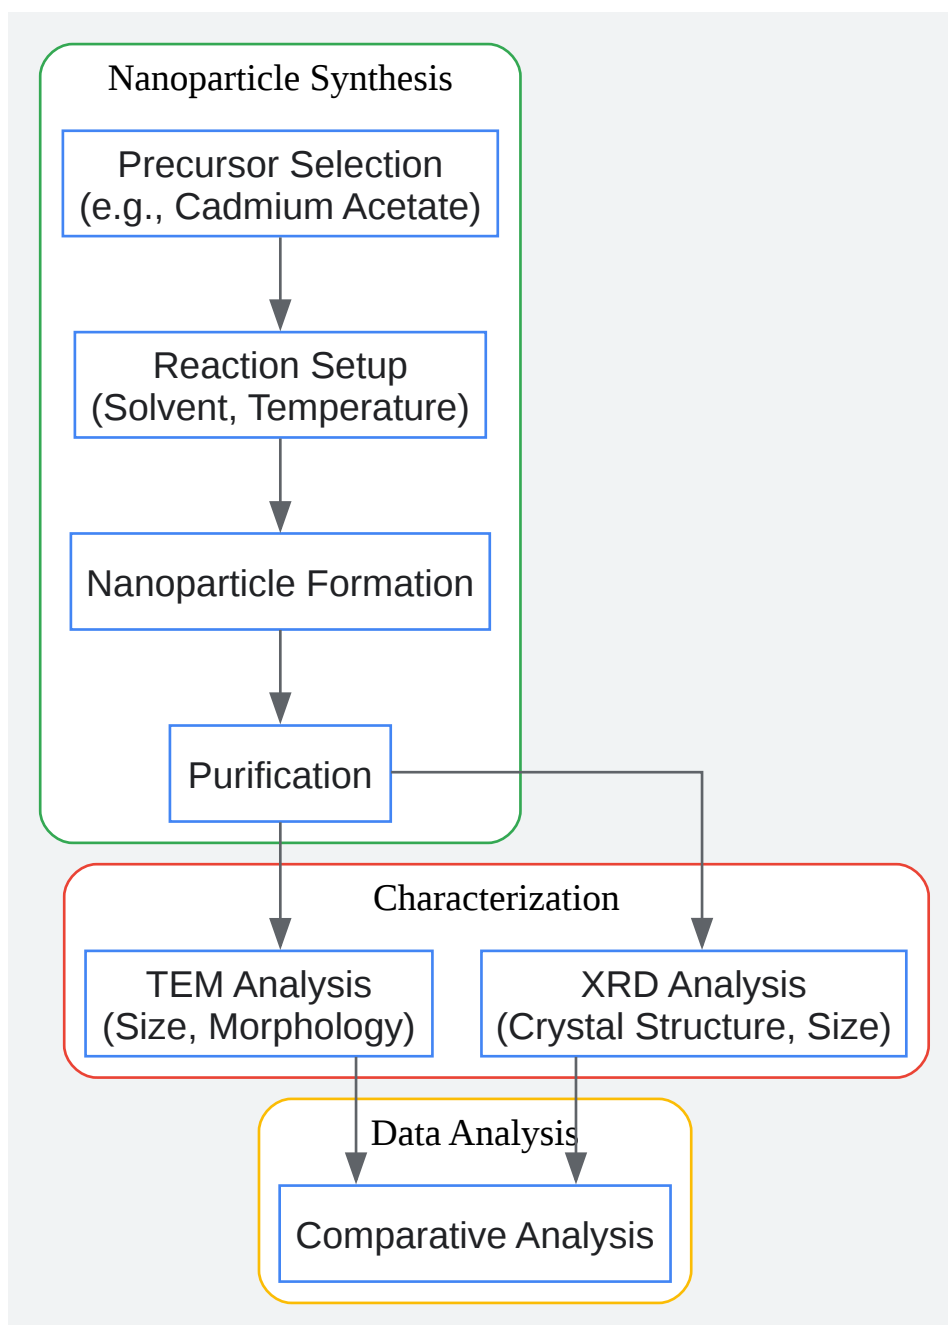 Nanoparticle Synthesis
Precursor Selection
(e.g., Cadmium Acetate)
Reaction Setup
(Solvent, Temperature)
Nanoparticle Formation
Purification
Characterization
TEM Analysis
(Size, Morphology)
XRD Analysis
(Crystal Structure, Size)
Data Analysis
Comparative Analysis